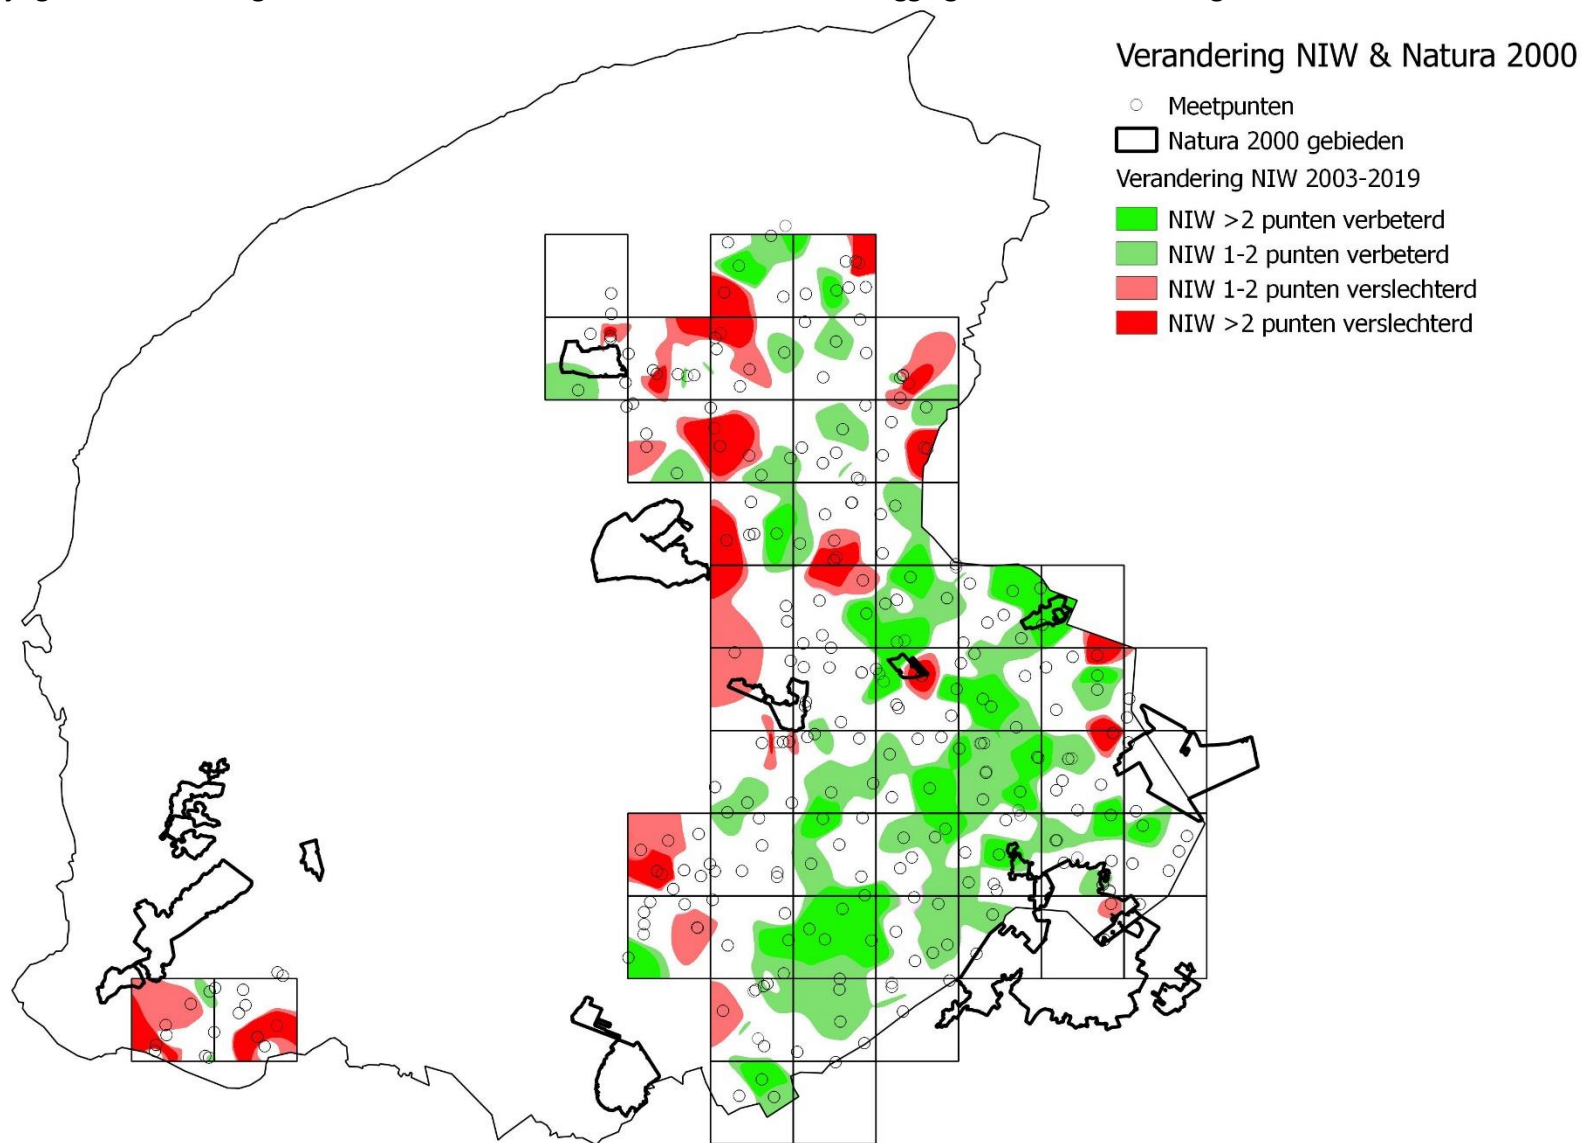 Verandering NIW & Natura 2000
Meetpunten
Natura 2000 gebieden
Verandering NIW 2003-2019
NIW >2 punten verbeterd
NIW 1-2 punten verbeterd
NIW 1-2 punten verslechterd
NIW >2 punten verslechterd